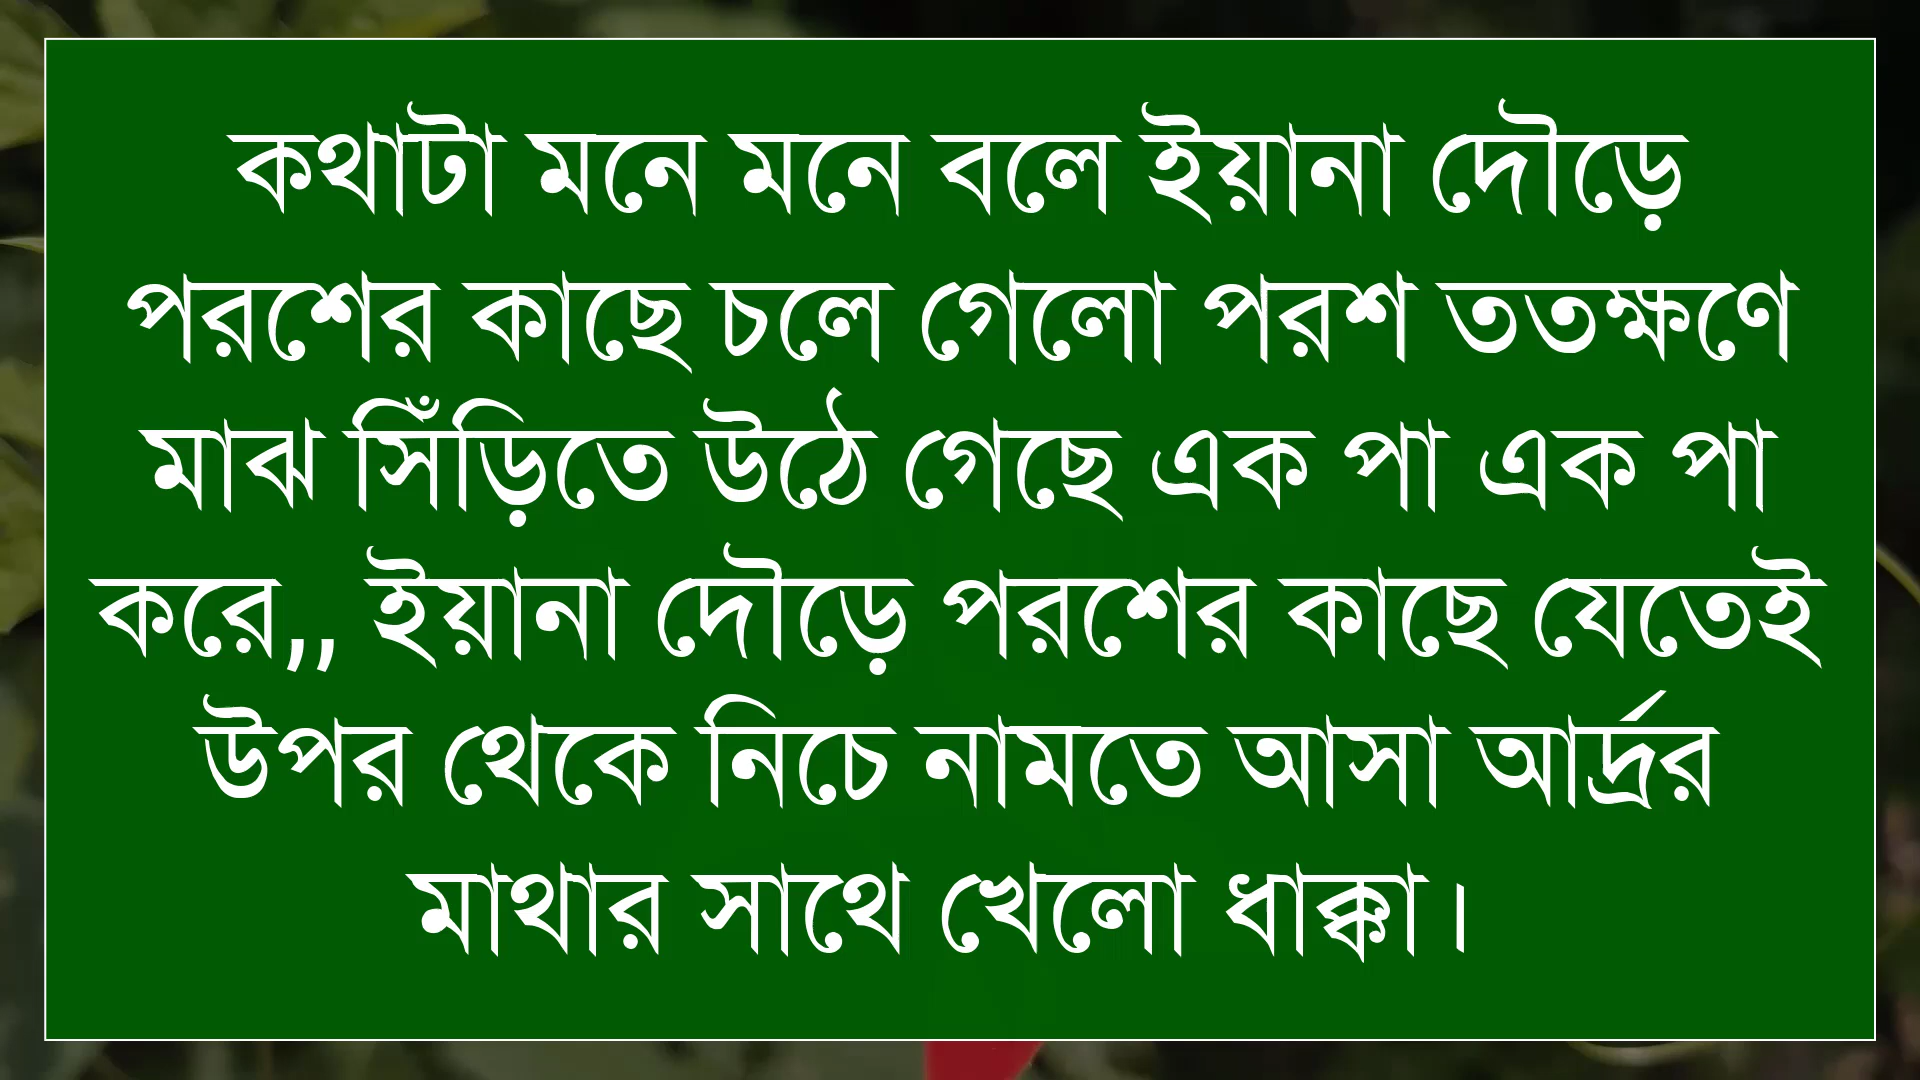 কথাটা মনে মনে বলে ইয়ানা দৌড়ে
পরশের কাছে চলে গেলো পরশ ততক্ষণে
মাঝ সিঁড়িতে উঠে গেছে এক পা এক পা
করে,, ইয়ানা দৌড়ে পরশের কাছে যেতেই
উপর থেকে নিচে নামতে আসা আর্দ্রর
মাথার সাথে খেলো ধাক্কা।